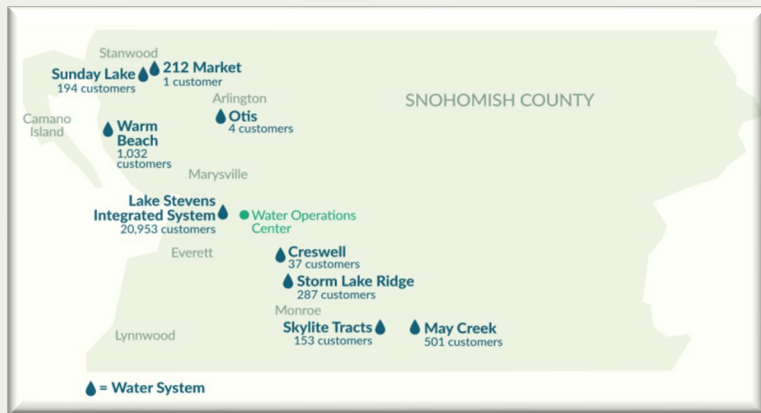 Stanwood
Sunday Lake
194 customers
212 Market
1 customer
Arlington
SNOHOMISH COUNTY
Otis
4 customers
Camano
Island
Warm
Beach
1,032
customers
Marysville
Lake Stevens
Integrated System
20,953 customers
Water Operations
Center
Everett
Creswell
37 customers
Storm Lake Ridge
287 customers
Monroe
Lynnwood
Skylite Tracts
153 customers
May Creek
501 customers
= Water System